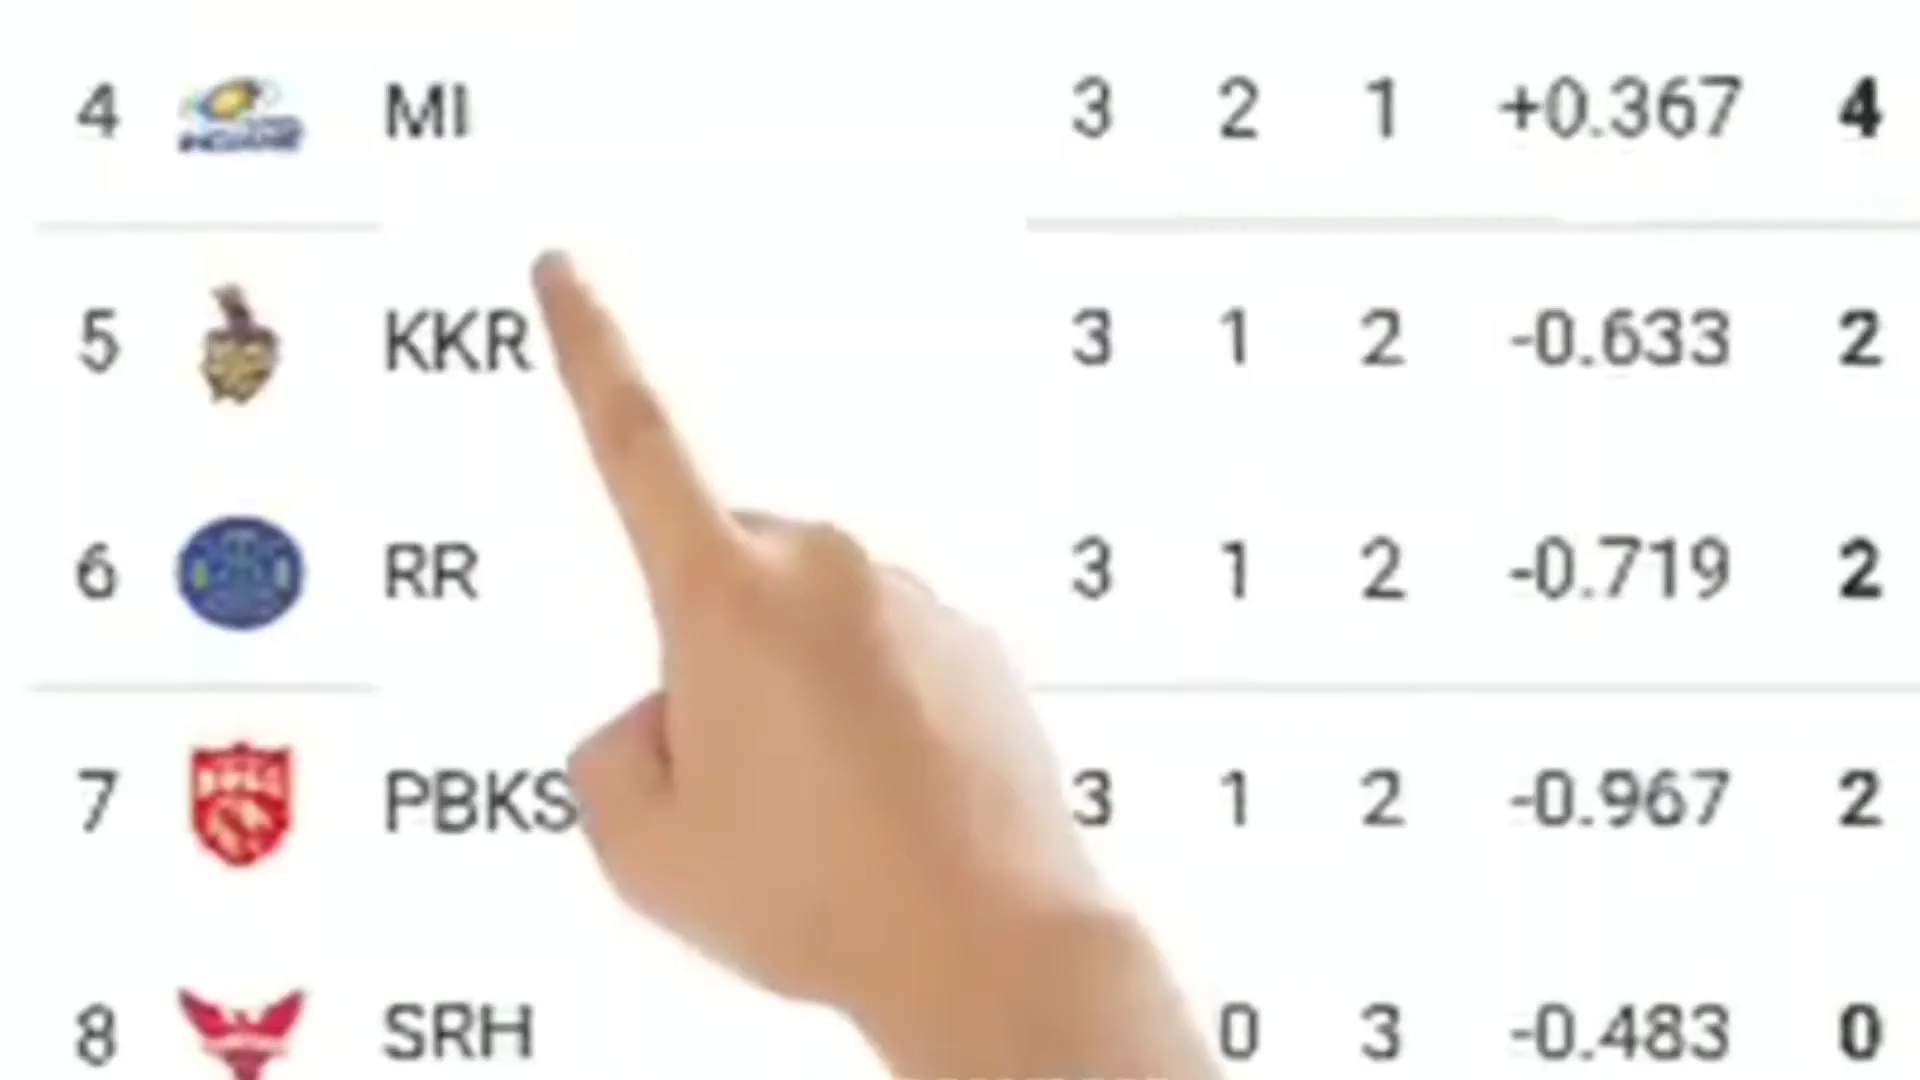 4 MI 3 2 1 +0.367 4
5 KKR 3 1 2 -0.633 2
6 RR 3 1 2 -0.719 2
7 PBKS 3 1 2 -0.967 2
8 SRH 0 3 -0.483 0